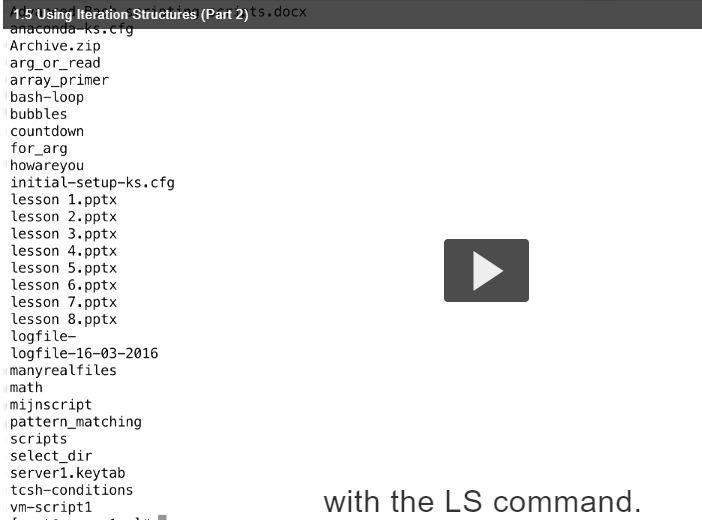 1.5 Using Iteration Structures (Part 2)
anaconda-ks.cfg
Archive.zip
arg_or_read
array_primer
bash-loop
bubbles
countdown
for_arg
howareyou
initial-setup-ks.cfg
lesson 1.pptx
lesson 2.pptx
lesson 3.pptx
lesson 4.pptx
lesson 5.pptx
lesson 6.pptx
lesson 7.pptx
lesson 8.pptx
logfile-
logfile-16-03-2016
manyrealfiles
math
mijnscript
pattern_matching
scripts
select_dir
server1.keytab
tcsh-conditions
vm-script1
with the LS command.